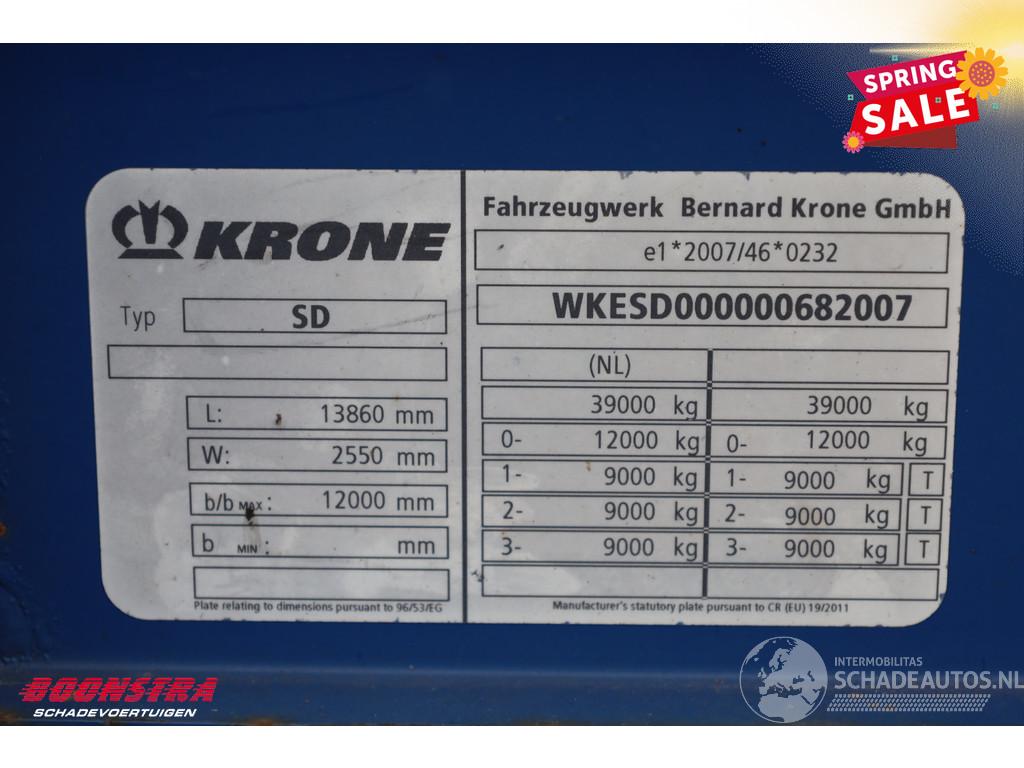 SPRING
SALE
KRONE
Typ SD
L: 13860 mm
W: 2550 mm
b/b MAX : 12000 mm
b MIN : mm
Plate relating to dimensions pursuant to 96/53/EG
Fahrzeugwerk Bernard Krone GmbH
e1*2007/46*0232
WKESD000000682007
(NL)
39000 kg 39000 kg
0- 12000 kg 0- 12000 kg
1- 9000 kg 1- 9000 kg T
2- 9000 kg 2- 9000 kg T
3- 9000 kg 3- 9000 kg T
Manufacturer's statutory plate pursuant to CR (EU) 19/2011
BOONSTRA
SCHADEVOERTUIGEN
INTERMOBILITAS
SCHADEAUTOS.NL